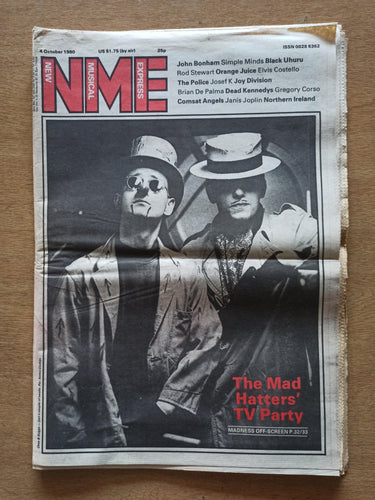 4 October 1980 US $1.75 (by air) 25p
ISSN 0028 6362
NEW MUSICAL EXPRESS
NME
John Bonham Simple Minds Black Uhuru
Rod Stewart Orange Juice Elvis Costello
The Police Josef K Joy Division
Brian De Palma Dead Kennedys Gregory Corso
Comsat Angels Janis Joplin Northern Ireland
The Mad
Hatters'
TV Party
MADNESS OFF-SCREEN P.32/33